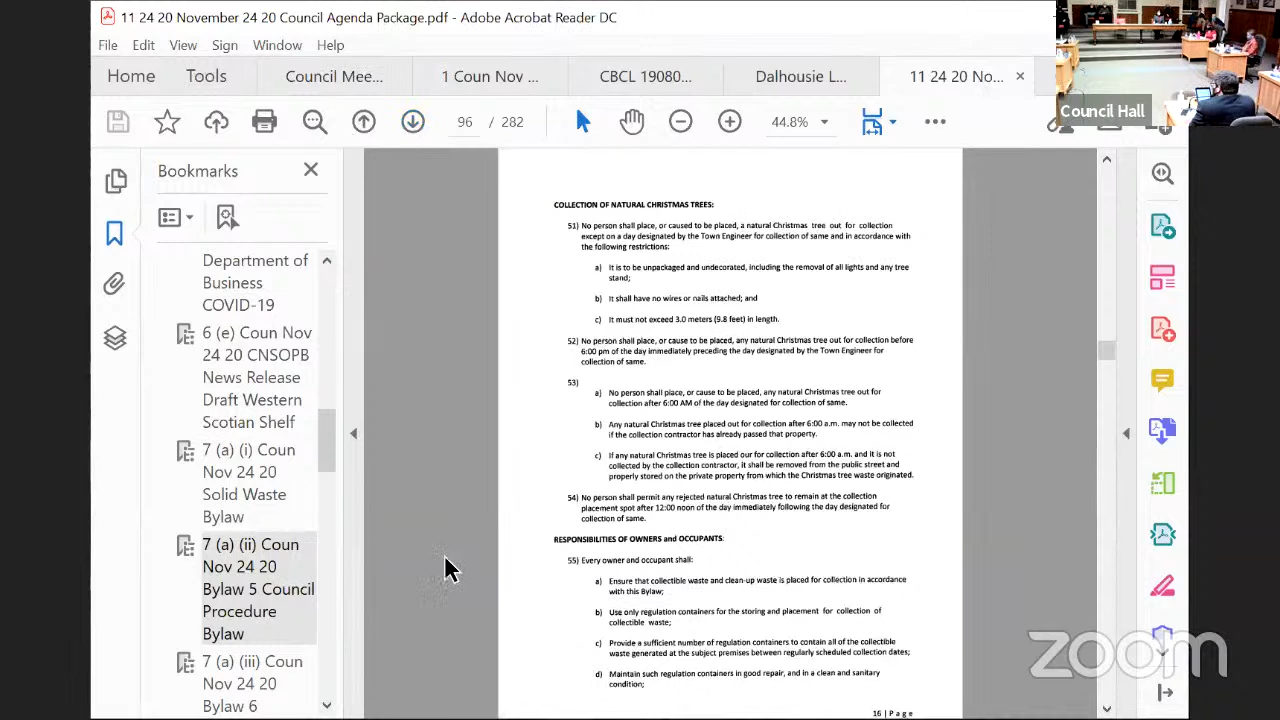 11 24 20 November 24 20 Council Agenda Package.pdf - Adobe Acrobat Reader DC
File Edit View Sign Window Help
Home Tools Council Mee... 1 Coun Nov ... CBCL 19080... Dalhousie L... 11 24 20 No...
Council Hall
96 / 282 44.8%
Bookmarks
Department of
Business
COVID-19
6 (e) Coun Nov
24 20 CNSOPB
News Release
Draft Western
Scotian Shelf
7 (a) (i) Coun
Nov 24 20
Solid Waste
Bylaw
7 (a) (ii) Coun
Nov 24 20
Bylaw 5 Council
Procedure
Bylaw
7 (a) (iii) Coun
Nov 24 20
Bylaw 6
COLLECTION OF NATURAL CHRISTMAS TREES:
51) No person shall place, or caused to be placed, a natural Christmas tree out for collection
except on a day designated by the Town Engineer for collection of same and in accordance with
the following restrictions:
a) It is to be unpackaged and undecorated, including the removal of all lights and any tree
stand;
b) It shall have no wires or nails attached; and
c) It must not exceed 3.0 meters (9.8 feet) in length.
52) No person shall place, or cause to be placed, any natural Christmas tree out for collection before
6:00 pm of the day immediately preceding the day designated by the Town Engineer for
collection of same.
53)
a) No person shall place, or cause to be placed, any natural Christmas tree out for
collection after 6:00 AM of the day designated for collection of same.
b) Any natural Christmas tree placed out for collection after 6:00 a.m. may not be collected
if the collection contractor has already passed that property.
c) If any natural Christmas tree is placed our for collection after 6:00 a.m. and it is not
collected by the collection contractor, it shall be removed from the public street and
properly stored on the private property from which the Christmas tree waste originated.
54) No person shall permit any rejected natural Christmas tree to remain at the collection
placement spot after 12:00 noon of the day immediately following the day designated for
collection of same.
RESPONSIBILITIES OF OWNERS and OCCUPANTS:
55) Every owner and occupant shall:
a) Ensure that collectible waste and clean-up waste is placed for collection in accordance
with this Bylaw;
b) Use only regulation containers for the storing and placement for collection of
collectible waste;
c) Provide a sufficient number of regulation containers to contain all of the collectible
waste generated at the subject premises between regularly scheduled collection dates;
d) Maintain such regulation containers in good repair, and in a clean and sanitary
condition;
16 | Page
zoom